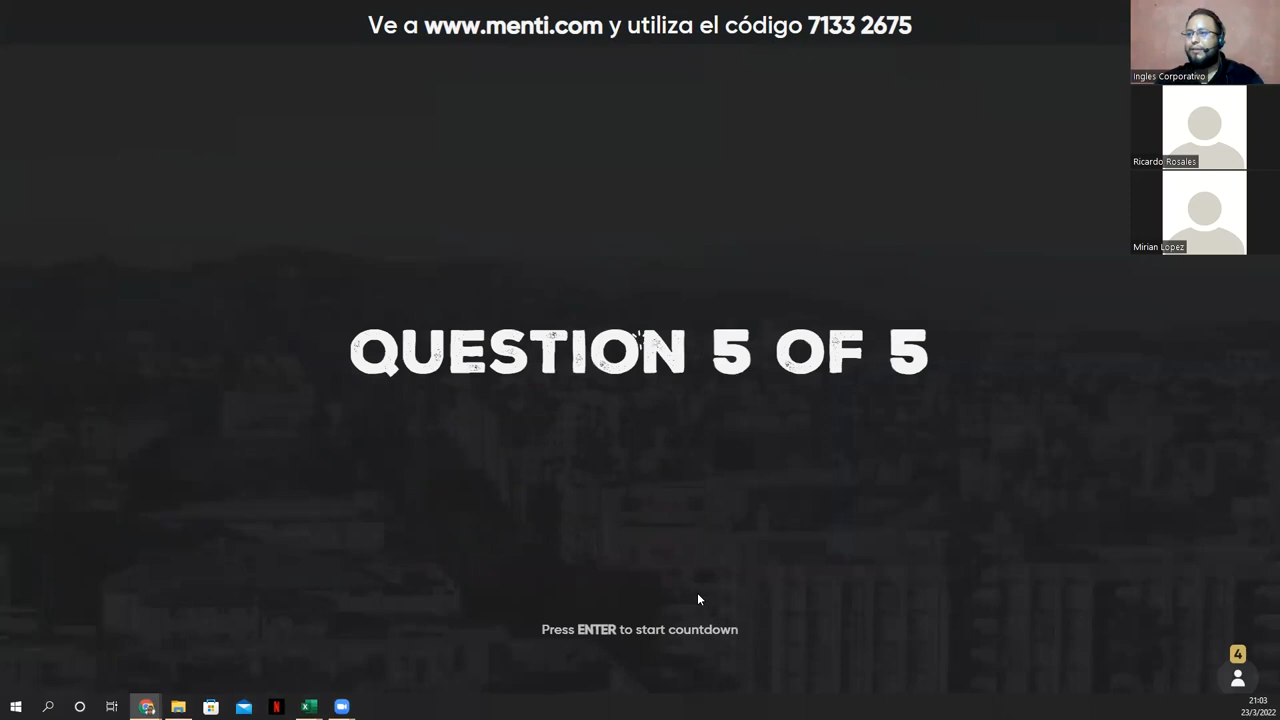 Ve a www.menti.com y utiliza el código 7133 2675
Ingles Corporativo
Ricardo Rosales
Mirian Lopez
QUESTION 5 OF 5
Press ENTER to start countdown
4
21:03
23/3/2022